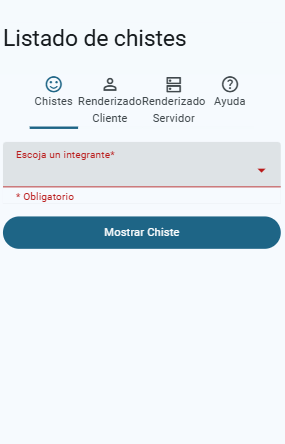 Listado de chistes
Chistes
Renderizado
Cliente
Renderizado
Servidor
Ayuda
Escoja un integrante*
* Obligatorio
Mostrar Chiste